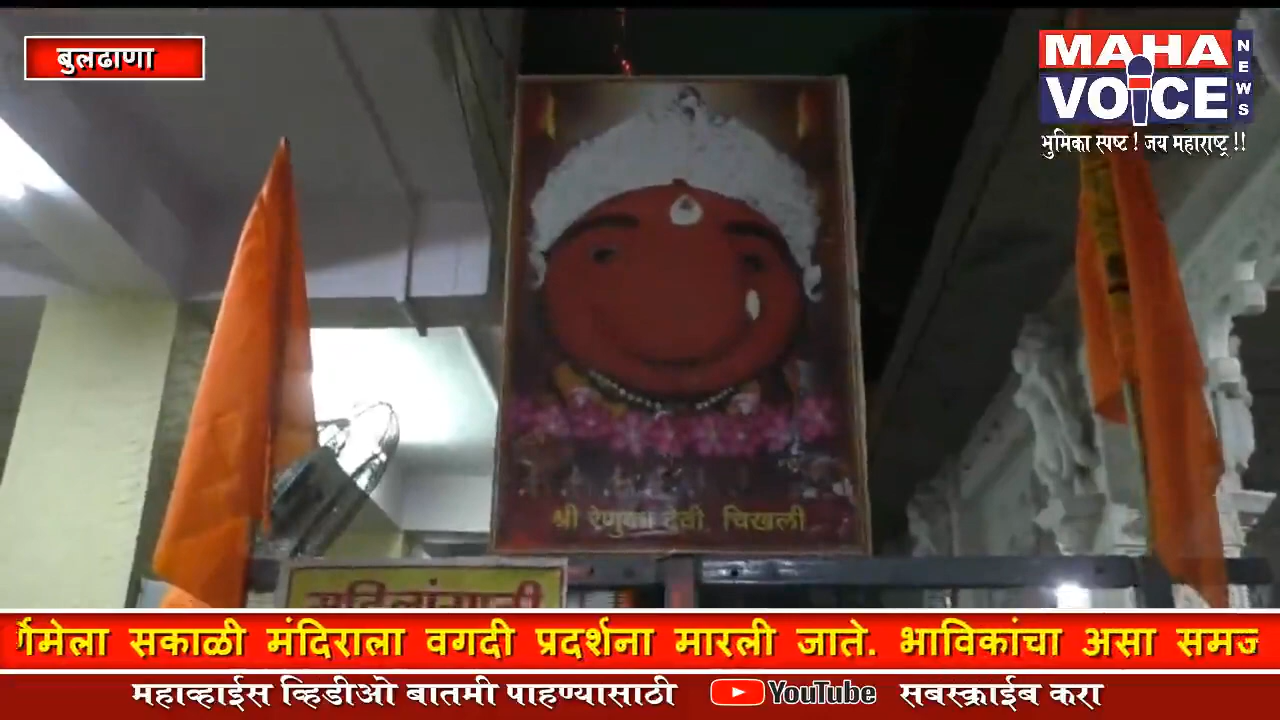 बुलढाणा
MAHA
VOICE
NEWS
भुमिका स्पष्ट ! जय महाराष्ट्र !!
श्री रेणुका देवी, चिखली
महिलांसाठी
सकाळी मंदिराला वगदी प्रदर्शना मारली जाते. भाविकांचा असा समज
महाव्हाईस व्हिडीओ बातमी पाहण्यासाठी YouTube सबस्क्राईब करा